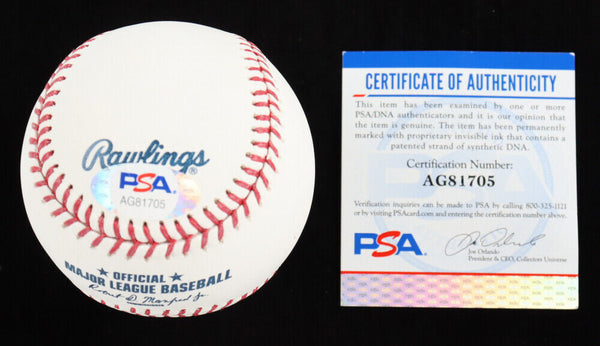 Rawlings®
PSA
AG81705
★ OFFICIAL ★
MAJOR LEAGUE BASEBALL
Robert D. Manfred Jr.
CERTIFICATE OF AUTHENTICITY
This item has been examined by one or more
PSA/DNA authenticators and it is our opinion that
the item is genuine. The item has been permanently
marked with proprietary invisible ink that contains a
patented strand of synthetic DNA.
Certification Number:
AG81705
Verification inquiries can be made to PSA by calling 800-325-1121
or by visiting PSAcard.com and entering the certification number above.
PSA
Joe Orlando
President & CEO, Collectors Universe